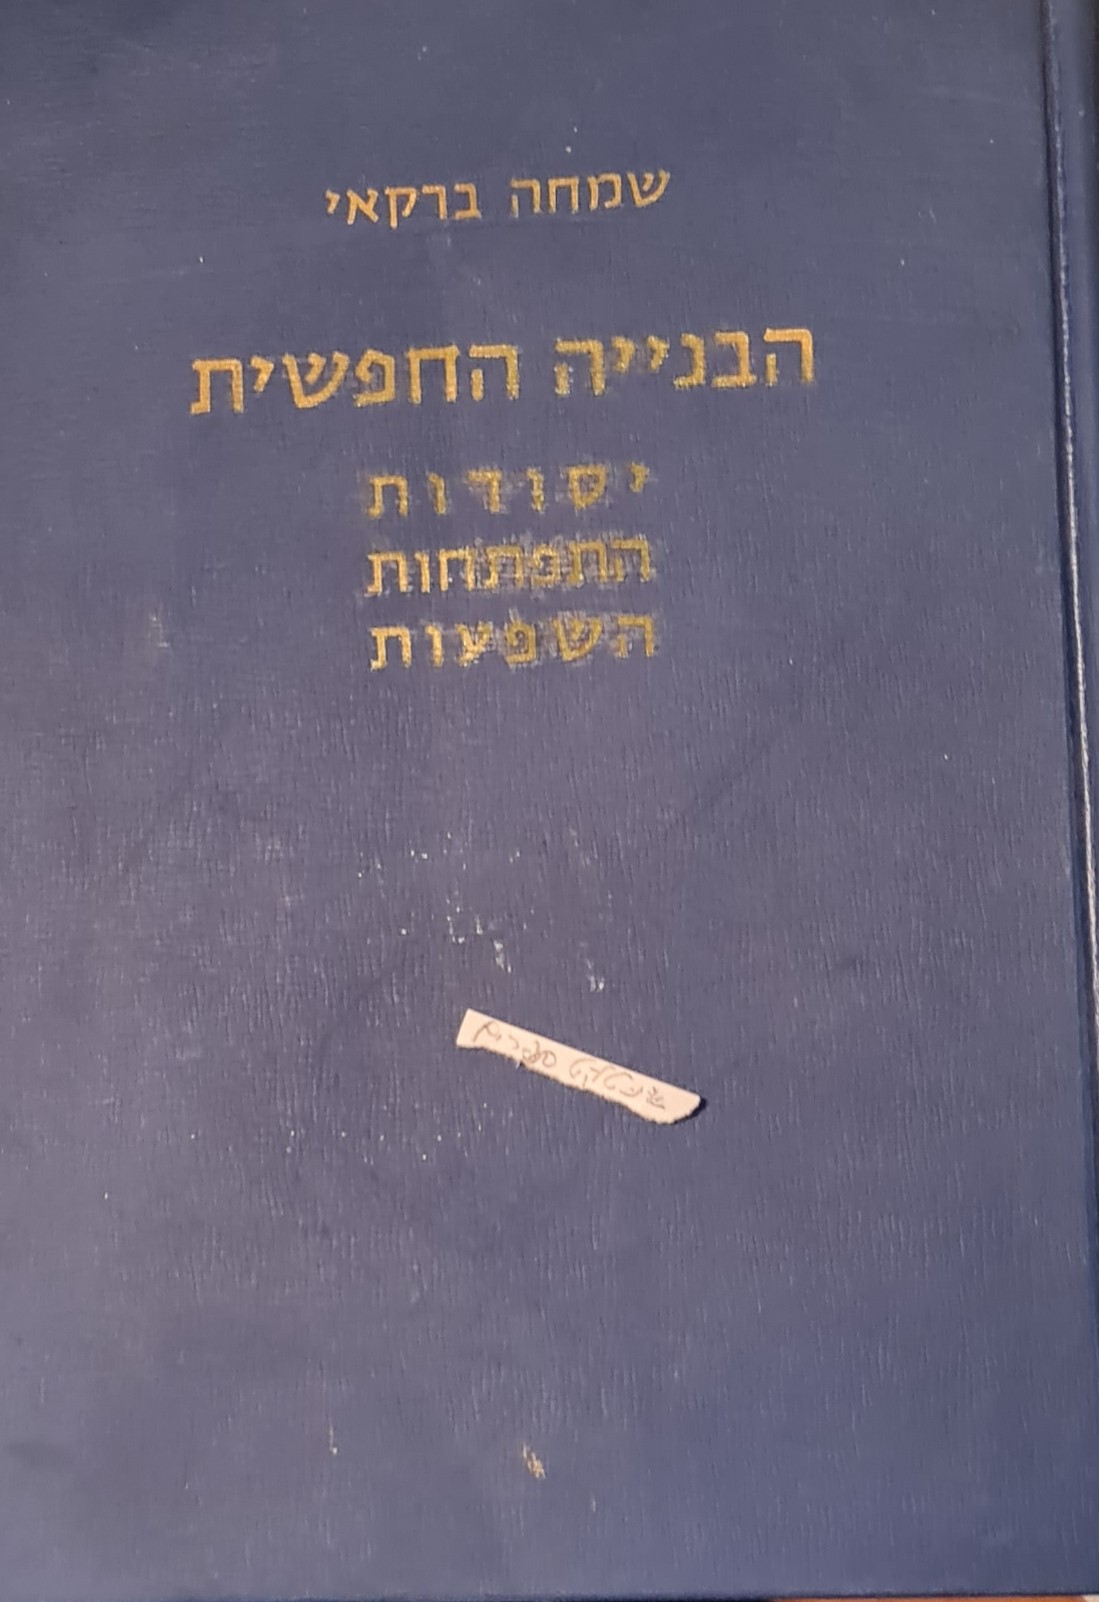 שמחה ברקאי
הבנייה החפשית
יסודות
התפתחות
השפעות